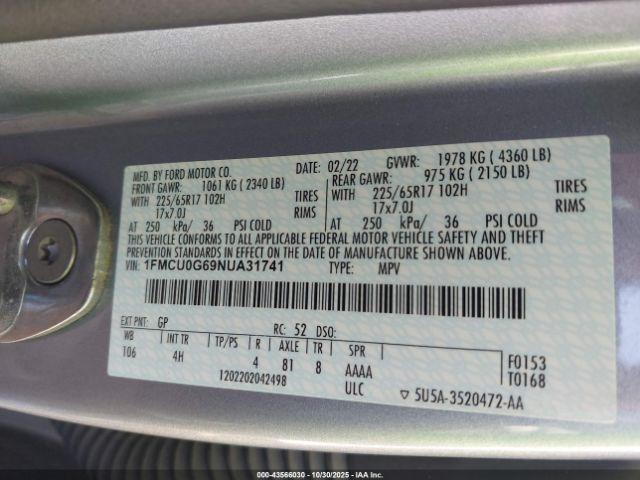 MFD. BY FORD MOTOR CO.
DATE: 02/22 GVWR: 1978 KG ( 4360 LB)
FRONT GAWR: 1061 KG ( 2340 LB) REAR GAWR: 975 KG ( 2150 LB)
WITH 225/65R17 102H TIRES WITH 225/65R17 102H TIRES
17x7.0J RIMS 17x7.0J RIMS
AT 250 kPa/ 36 PSI COLD AT 250 kPa/ 36 PSI COLD
THIS VEHICLE CONFORMS TO ALL APPLICABLE FEDERAL MOTOR VEHICLE SAFETY AND THEFT
PREVENTION STANDARDS IN EFFECT ON THE DATE OF MANUFACTURE SHOWN ABOVE.
VIN: 1FMCU0G69NUA31741 TYPE: MPV
EXT PNT: GP RC: 52 DSO:
WB INT TR TP/PS R AXLE TR SPR F0153
106 4H 4 81 8 AAAA T0168
1202202042498 ULC ▽ 5U5A-3520472-AA
000-43566030 - 10/30/2025 - IAAI.com